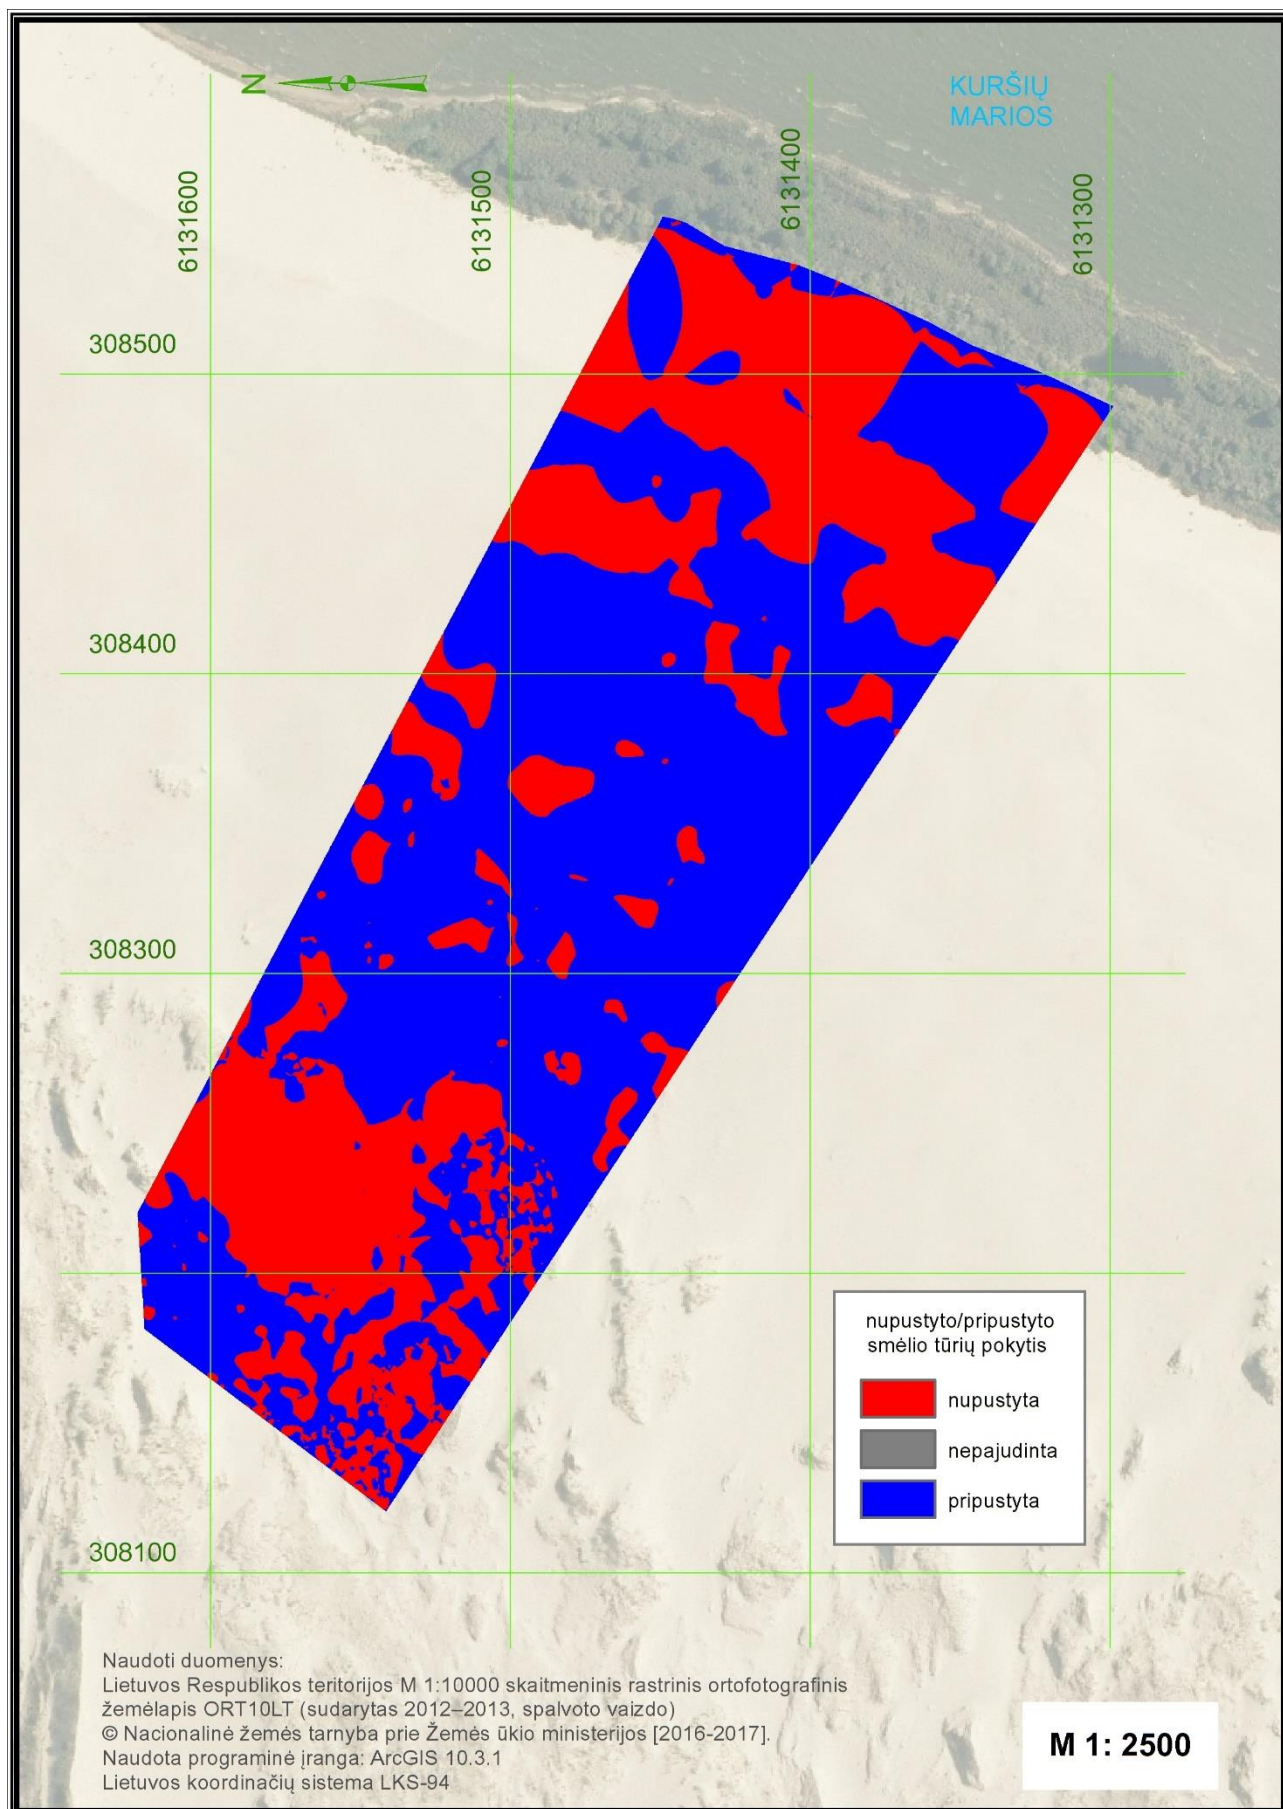 N
KURŠIŲ
MARIOS
6131600
6131500
6131400
6131300
308500
308400
308300
308100
nupustyto/pripustyto
smėlio tūrių pokytis
nupustyta
nepajudinta
pripustyta
Naudoti duomenys:
Lietuvos Respublikos teritorijos M 1:10000 skaitmeninis rastrinis ortofotografinis
žemėlapis ORT10LT (sudarytas 2012–2013, spalvoto vaizdo)
© Nacionalinė žemės tarnyba prie Žemės ūkio ministerijos [2016-2017].
Naudota programinė įranga: ArcGIS 10.3.1
Lietuvos koordinačių sistema LKS-94
M 1: 2500